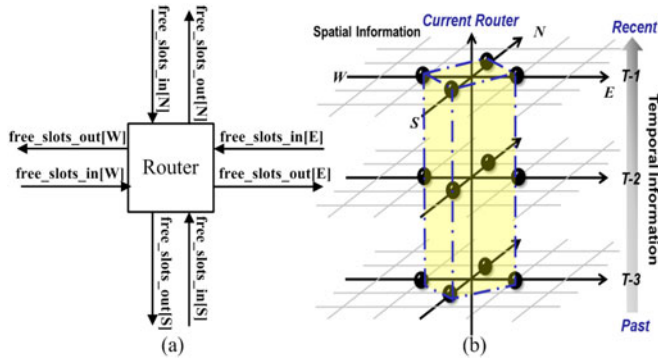 free_slots_in[N]
free_slots_out[N]
free_slots_out[W]
free_slots_in[E]
Router
free_slots_in[W]
free_slots_out[E]
free_slots_out[S]
free_slots_in[S]
(a)
Spatial Information
Current Router
Recent
N
W
T-1
E
S
T-2
T-3
Temporal Information
Past
(b)